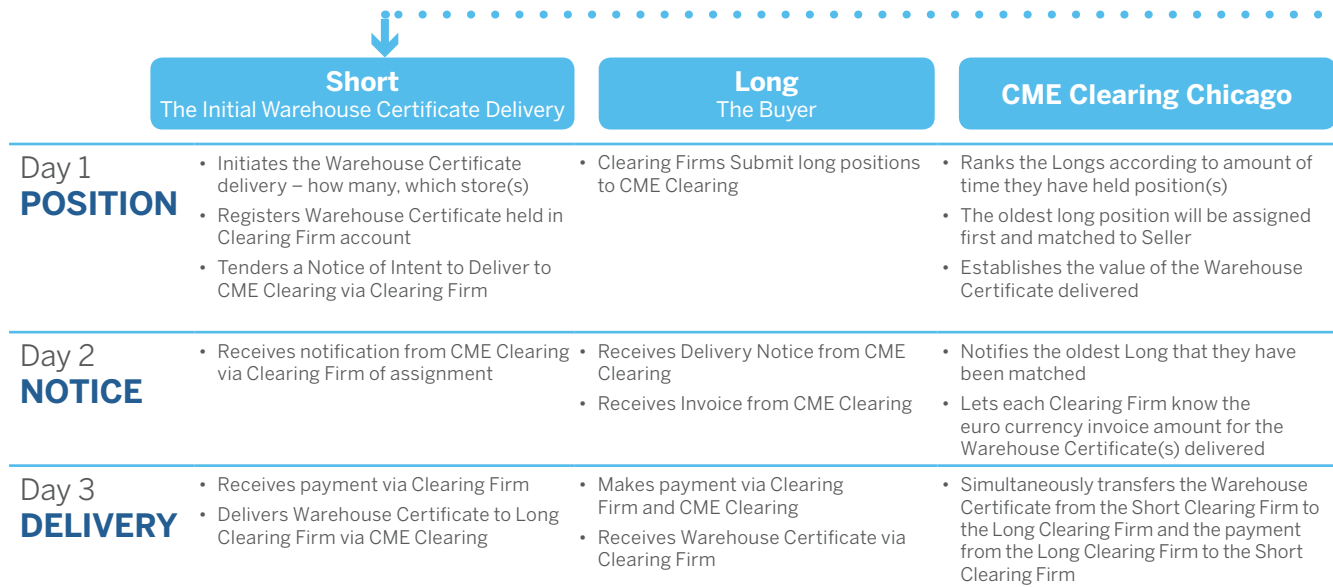 Short
The Initial Warehouse Certificate Delivery
Long
The Buyer
CME Clearing Chicago
Day 1
POSITION
• Initiates the Warehouse Certificate
delivery – how many, which store(s)
• Registers Warehouse Certificate held in
Clearing Firm account
• Tenders a Notice of Intent to Deliver to
CME Clearing via Clearing Firm
• Clearing Firms Submit long positions
to CME Clearing
• Ranks the Longs according to amount of
time they have held position(s)
• The oldest long position will be assigned
first and matched to Seller
• Establishes the value of the Warehouse
Certificate delivered
Day 2
NOTICE
• Receives notification from CME Clearing
via Clearing Firm of assignment
• Receives Delivery Notice from CME
Clearing
• Receives Invoice from CME Clearing
• Notifies the oldest Long that they have
been matched
• Lets each Clearing Firm know the
euro currency invoice amount for the
Warehouse Certificate(s) delivered
Day 3
DELIVERY
• Receives payment via Clearing Firm
• Delivers Warehouse Certificate to Long
Clearing Firm via CME Clearing
• Makes payment via Clearing
Firm and CME Clearing
• Receives Warehouse Certificate via
Clearing Firm
• Simultaneously transfers the Warehouse
Certificate from the Short Clearing Firm to
the Long Clearing Firm and the payment
from the Long Clearing Firm to the Short
Clearing Firm